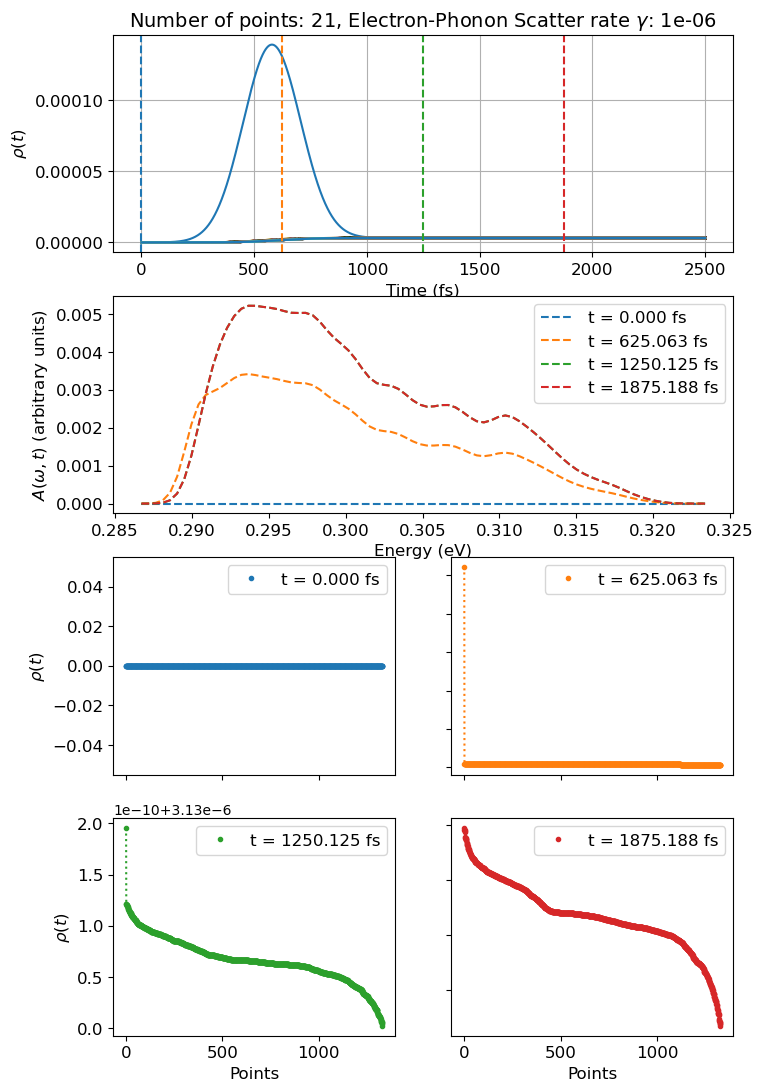 Number of points: 21, Electron-Phonon Scatter rate γ: 1e-06
ρ(t)
0.00010
0.00005
0.00000
0 500 1000 1500 2000 2500
Time (fs)
A(ω, t) (arbitrary units)
0.005
0.004
0.003
0.002
0.001
0.000
t = 0.000 fs
t = 625.063 fs
t = 1250.125 fs
t = 1875.188 fs
0.285 0.290 0.295 0.300 0.305 0.310 0.315 0.320 0.325
Energy (eV)
ρ(t)
0.04
0.02
0.00
−0.02
−0.04
t = 0.000 fs
t = 625.063 fs
1e−10+3.13e−6
ρ(t)
2.0
1.5
1.0
0.5
0.0
t = 1250.125 fs
0 500 1000
Points
t = 1875.188 fs
0 500 1000
Points